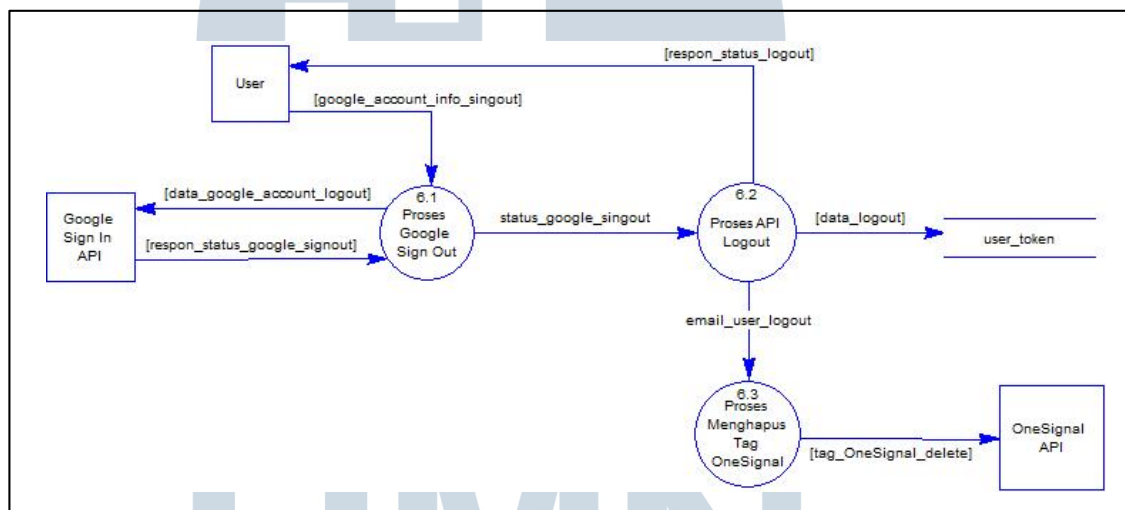 [respon_status_logout]
User
[google_account_info_singout]
[data_google_account_logout]
6.1
Proses
Google
Sign Out
status_google_singout
6.2
Proses API
Logout
[data_logout]
Google
Sign In
API
[respon_status_google_signout]
user_token
email_user_logout
6.3
Proses
Menghapus
Tag
OneSignal
[tag_OneSignal_delete]
OneSignal
API